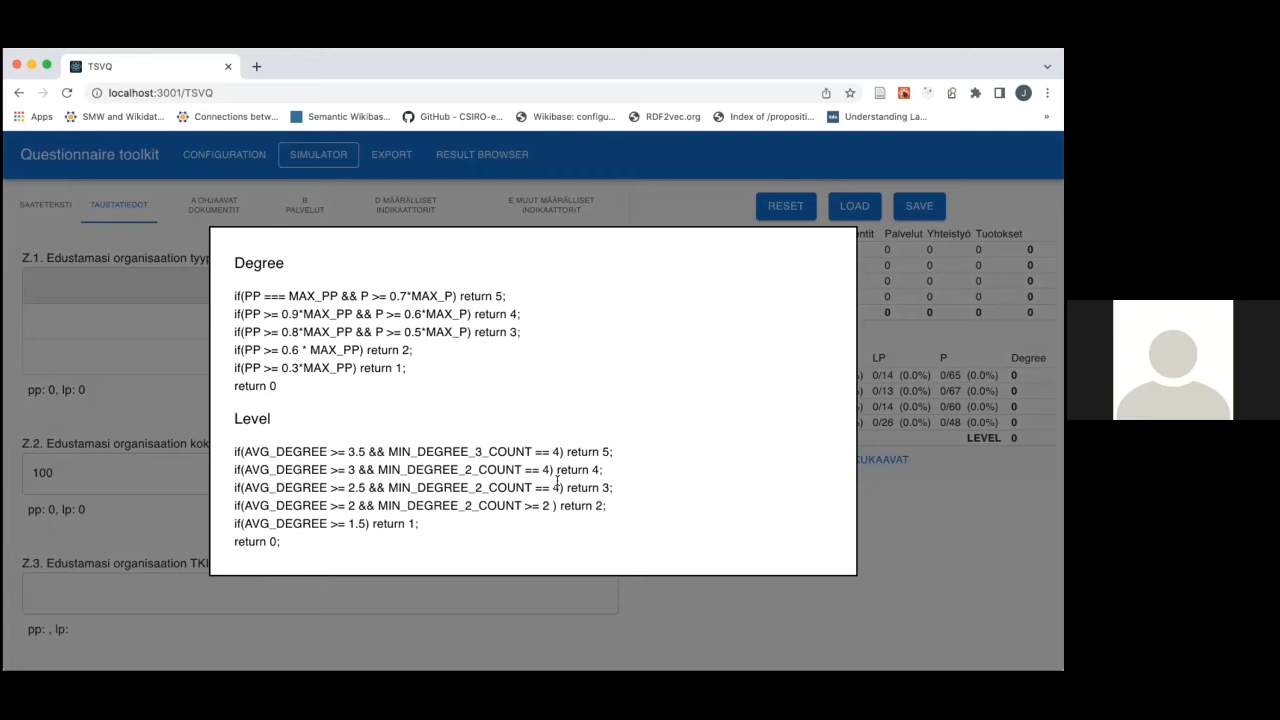 TSVQ
localhost:3001/TSVQ
J
Apps
SMW and Wikidat...
Connections betw...
Semantic Wikibas...
GitHub - CSIRO-e...
Wikibase: configu...
RDF2vec.org
Index of /propositi...
Understanding La...
»
Questionnaire toolkit
CONFIGURATION
SIMULATOR
EXPORT
RESULT BROWSER
SAATETEKSTI
TAUSTATIEDOT
A OHJAAVAT
DOKUMENTIT
B
PALVELUT
D MÄÄRÄLLISET
INDIKAATTORIT
E MUUT MÄÄRÄLLISET
INDIKAATTORIT
RESET
LOAD
SAVE
Z.1. Edustamasi organisaation tyyp
pp: 0, lp: 0
Z.2. Edustamasi organisaation kok
100
pp: 0, lp: 0
Z.3. Edustamasi organisaation TKI
pp: , lp:
Degree
if(PP === MAX_PP && P >= 0.7*MAX_P) return 5;
if(PP >= 0.9*MAX_PP && P >= 0.6*MAX_P) return 4;
if(PP >= 0.8*MAX_PP && P >= 0.5*MAX_P) return 3;
if(PP >= 0.6 * MAX_PP) return 2;
if(PP >= 0.3*MAX_PP) return 1;
return 0
Level
if(AVG_DEGREE >= 3.5 && MIN_DEGREE_3_COUNT == 4) return 5;
if(AVG_DEGREE >= 3 && MIN_DEGREE_2_COUNT == 4) return 4;
if(AVG_DEGREE >= 2.5 && MIN_DEGREE_2_COUNT == 4) return 3;
if(AVG_DEGREE >= 2 && MIN_DEGREE_2_COUNT >= 2 ) return 2;
if(AVG_DEGREE >= 1.5) return 1;
return 0;
ntit Palvelut Yhteistyö Tuotokset
0 0 0 0
0 0 0 0
0 0 0 0
0 0 0 0
0 0 0 0
LP P Degree
%) 0/14 (0.0%) 0/65 (0.0%) 0
%) 0/13 (0.0%) 0/67 (0.0%) 0
%) 0/14 (0.0%) 0/60 (0.0%) 0
%) 0/26 (0.0%) 0/48 (0.0%) 0
LEVEL 0
KUKAAVAT